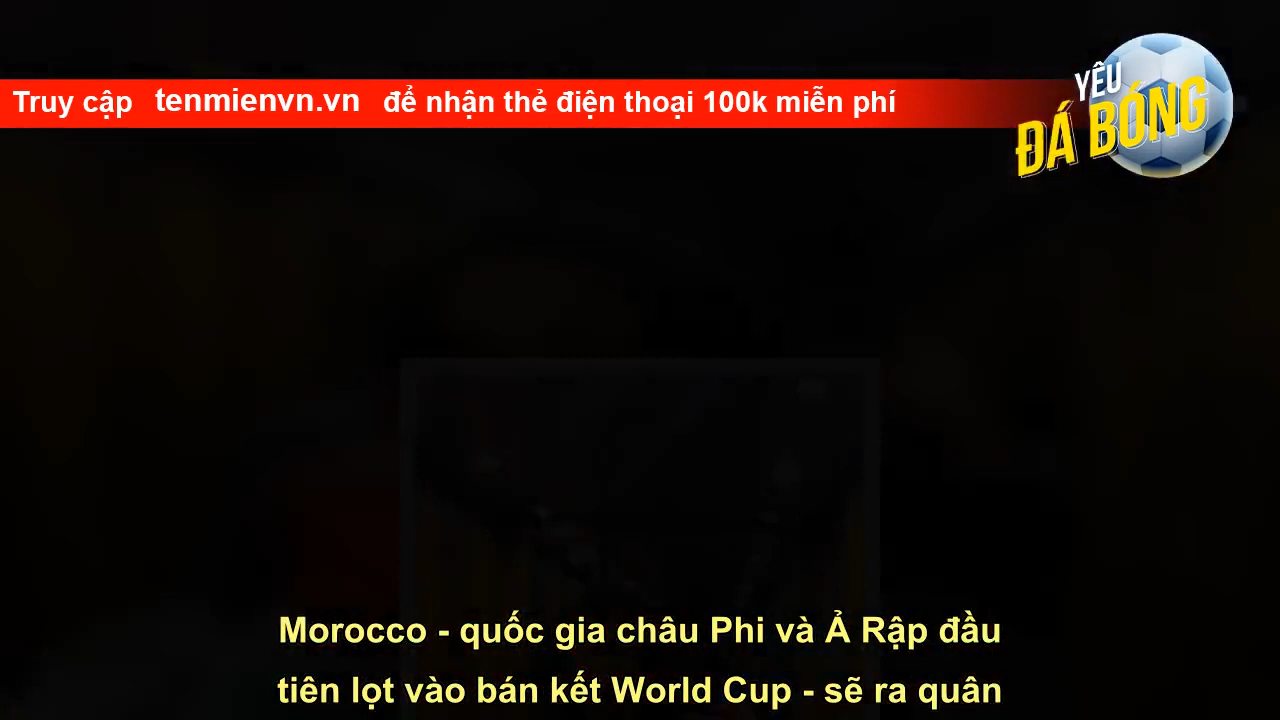 YÊU
ĐÁ BÓNG
Truy cập tenmienvn.vn để nhận thẻ điện thoại 100k miễn phí
Morocco - quốc gia châu Phi và Ả Rập đầu
tiên lọt vào bán kết World Cup - sẽ ra quân